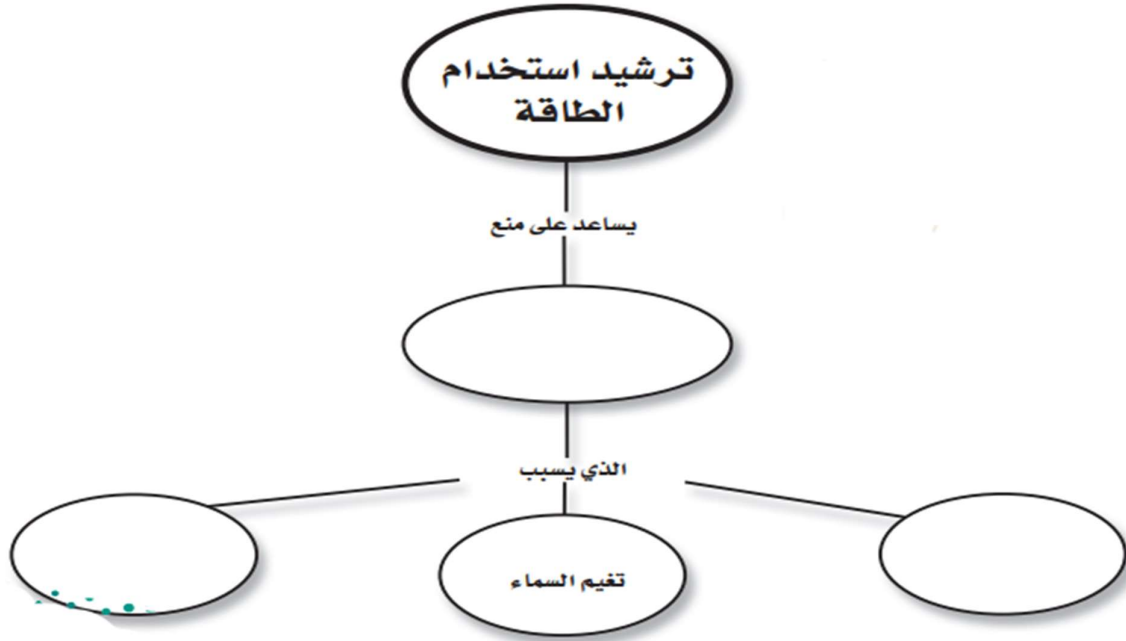 ترشيد استخدام
الطاقة
يساعد على منع
الذي يسبب
تغيم السماء